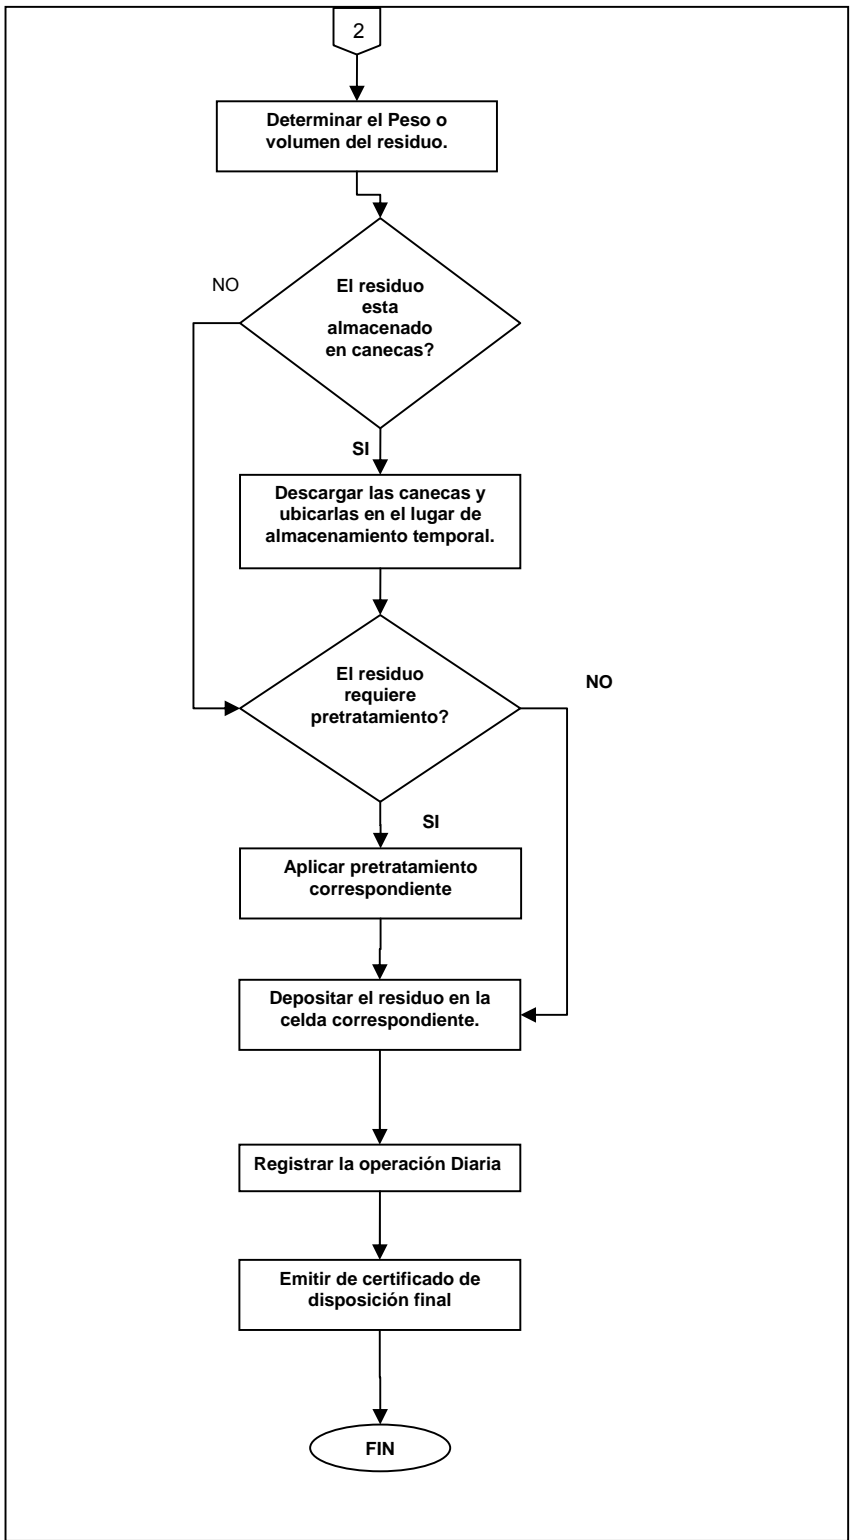 2
Determinar el Peso o
volumen del residuo.
NO
El residuo
esta
almacenado
en canecas?
SI
Descargar las canecas y
ubicarlas en el lugar de
almacenamiento temporal.
El residuo
requiere
pretratamiento?
NO
SI
Aplicar pretratamiento
correspondiente
Depositar el residuo en la
celda correspondiente.
Registrar la operación Diaria
Emitir de certificado de
disposición final
FIN